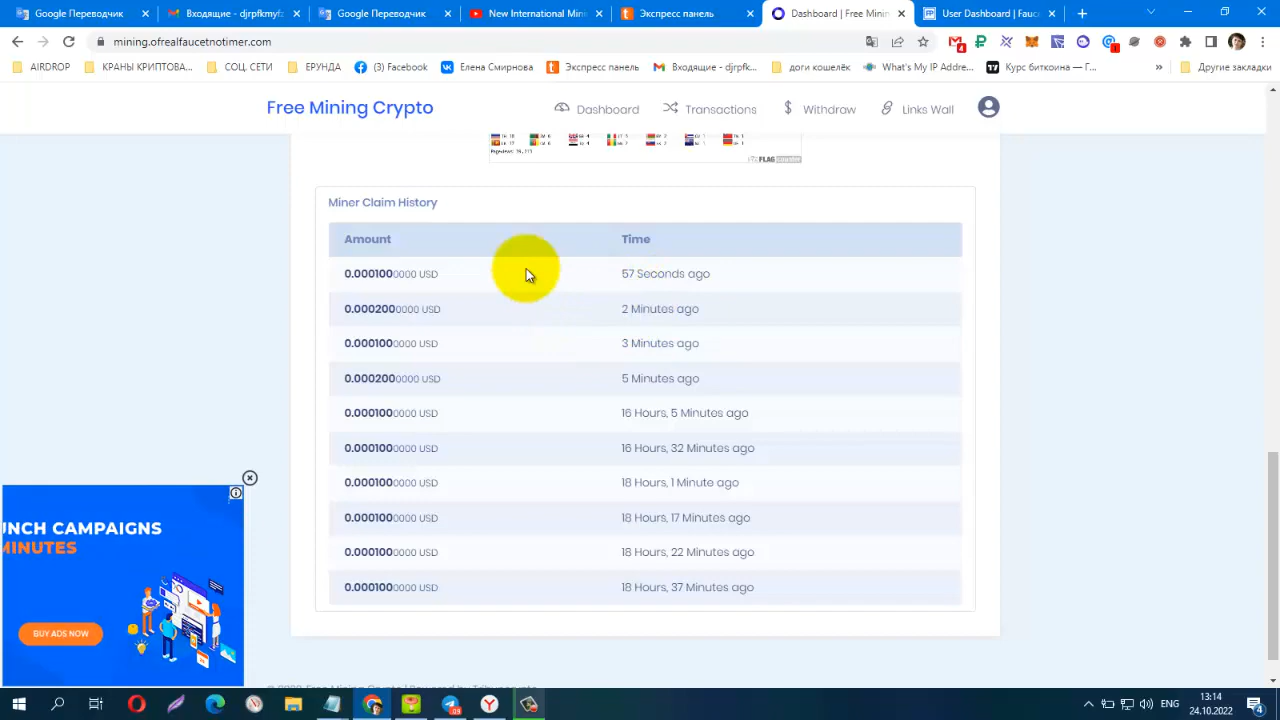 Google Переводчик
Входящие - djrpfkmyf
Google Переводчик
New International Min
Экспресс панель
Dashboard | Free Minin
User Dashboard | Fauc
mining.ofrealfaucetnotimer.com
AIRDROP
КРАНЫ КРИПТОВА...
СОЦ. СЕТИ
ЕРУНДА
(3) Facebook
Елена Смирнова
Экспресс панель
Входящие - djrpfk...
доги кошелёк
What's My IP Addre...
Курс биткоина — Г...
»
Другие закладки
Free Mining Crypto
Dashboard
Transactions
Withdraw
Links Wall
FLAG counter
Miner Claim History
Amount Time
0.0001000000 USD 57 Seconds ago
0.0002000000 USD 2 Minutes ago
0.0001000000 USD 3 Minutes ago
0.0002000000 USD 5 Minutes ago
0.0001000000 USD 16 Hours, 5 Minutes ago
0.0001000000 USD 16 Hours, 32 Minutes ago
0.0001000000 USD 18 Hours, 1 Minute ago
0.0001000000 USD 18 Hours, 17 Minutes ago
0.0001000000 USD 18 Hours, 22 Minutes ago
0.0001000000 USD 18 Hours, 37 Minutes ago
UNCH CAMPAIGNS
MINUTES
BUY ADS NOW
ENG
13:14
24.10.2022